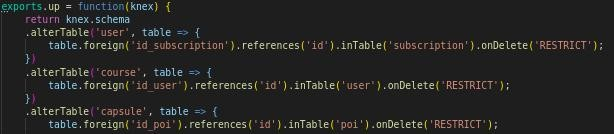 exports.up = function(knex) {
    return knex.schema
    .alterTable('user', table => {
        table.foreign('id_subscription').references('id').inTable('subscription').onDelete('RESTRICT');
    })
    .alterTable('course', table => {
        table.foreign('id_user').references('id').inTable('user').onDelete('RESTRICT');
    })
    .alterTable('capsule', table => {
        table.foreign('id_poi').references('id').inTable('poi').onDelete('RESTRICT');